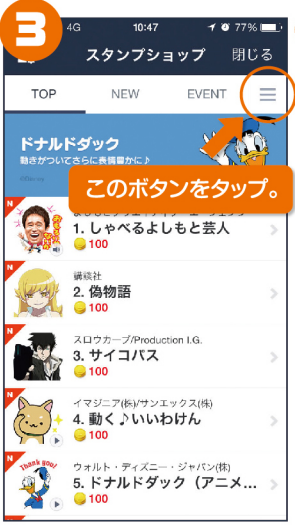 3
4G 10:47 77%
スタンプショップ 閉じる
TOP NEW EVENT
ドナルドダック
動きがついてさらに表情豊かに♪
このボタンをタップ。
N
1. しゃべるよしもと芸人
100
N
講談社
2. 偽物語
100
N
スロウカーブ/Production I.G.
3. サイコパス
100
N
イマジニア(株)/サンエックス(株)
4. 動く♪いいわけん
100
N
Thank You!
ウォルト・ディズニー・ジャパン(株)
5. ドナルドダック（アニメ...
100